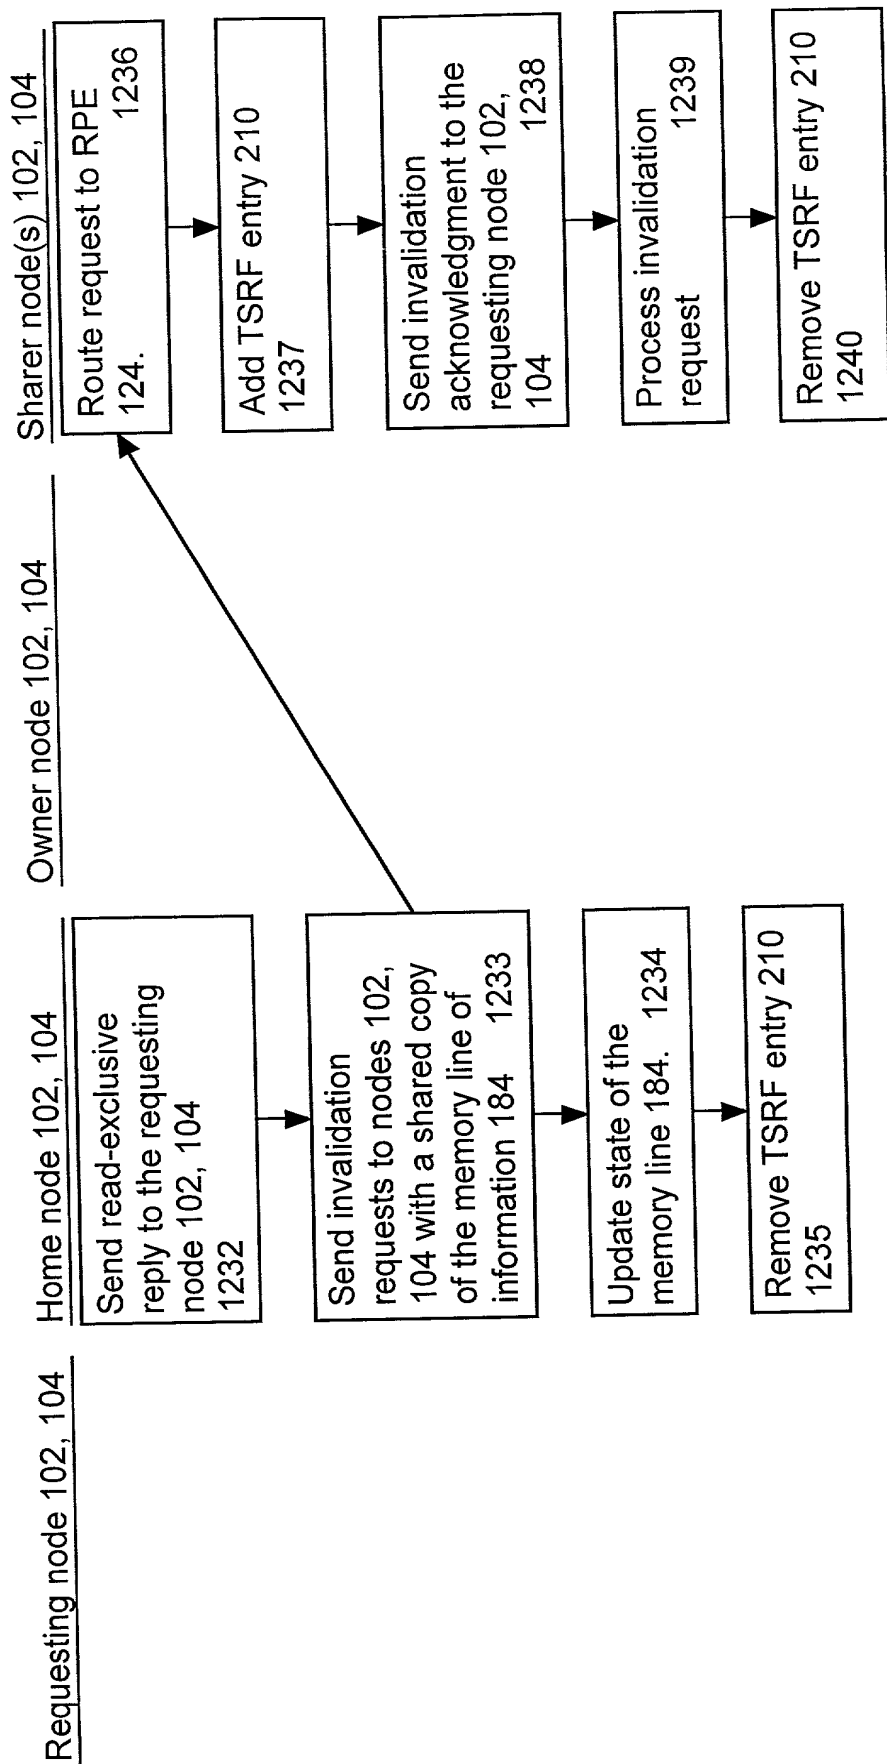 Requesting node 102, 104
Home node 102, 104
Send read-exclusive
reply to the requesting
node 102, 104
1232
Send invalidation
requests to nodes 102,
104 with a shared copy
of the memory line of
information 184 1233
Update state of the
memory line 184. 1234
Remove TSRF entry 210
1235
Owner node 102, 104
Sharer node(s) 102, 104
Route request to RPE
124. 1236
Add TSRF entry 210
1237
Send invalidation
acknowledgment to the
requesting node 102,
104 1238
Process invalidation
request 1239
Remove TSRF entry 210
1240